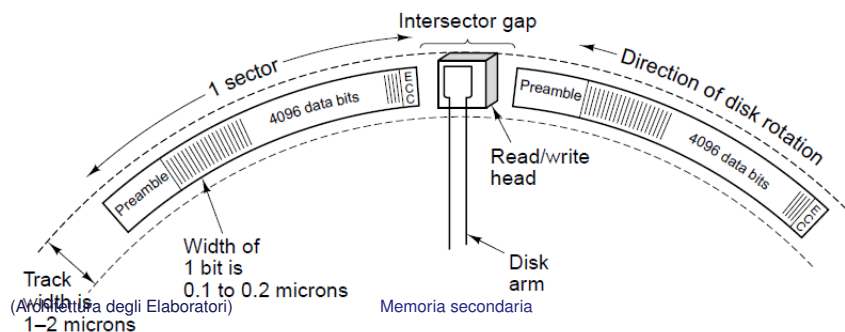 Intersector gap
1 sector
Direction of disk rotation
Preamble
4096 data bits
E
C
C
Preamble
4096 data bits
E
C
C
Read/write
head
Width of
1 bit is
0.1 to 0.2 microns
Disk
arm
Track
width is
1–2 microns
(Architettura degli Elaboratori)
Memoria secondaria